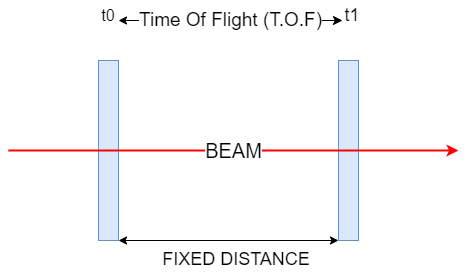 t0 Time Of Flight (T.O.F) t1
BEAM
FIXED DISTANCE